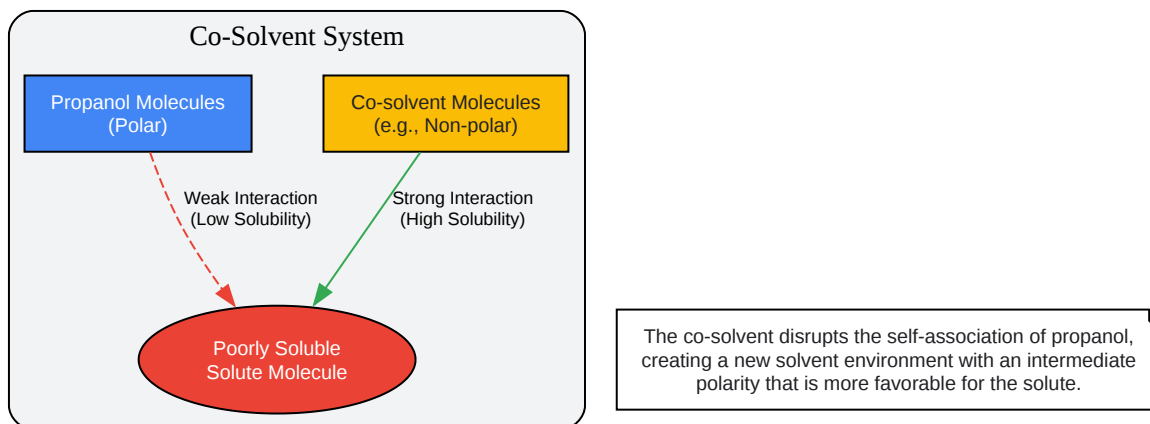 Co-Solvent System
Propanol Molecules
(Polar)
Co-solvent Molecules
(e.g., Non-polar)
Weak Interaction
(Low Solubility)
Strong Interaction
(High Solubility)
Poorly Soluble
Solute Molecule
The co-solvent disrupts the self-association of propanol,
creating a new solvent environment with an intermediate
polarity that is more favorable for the solute.